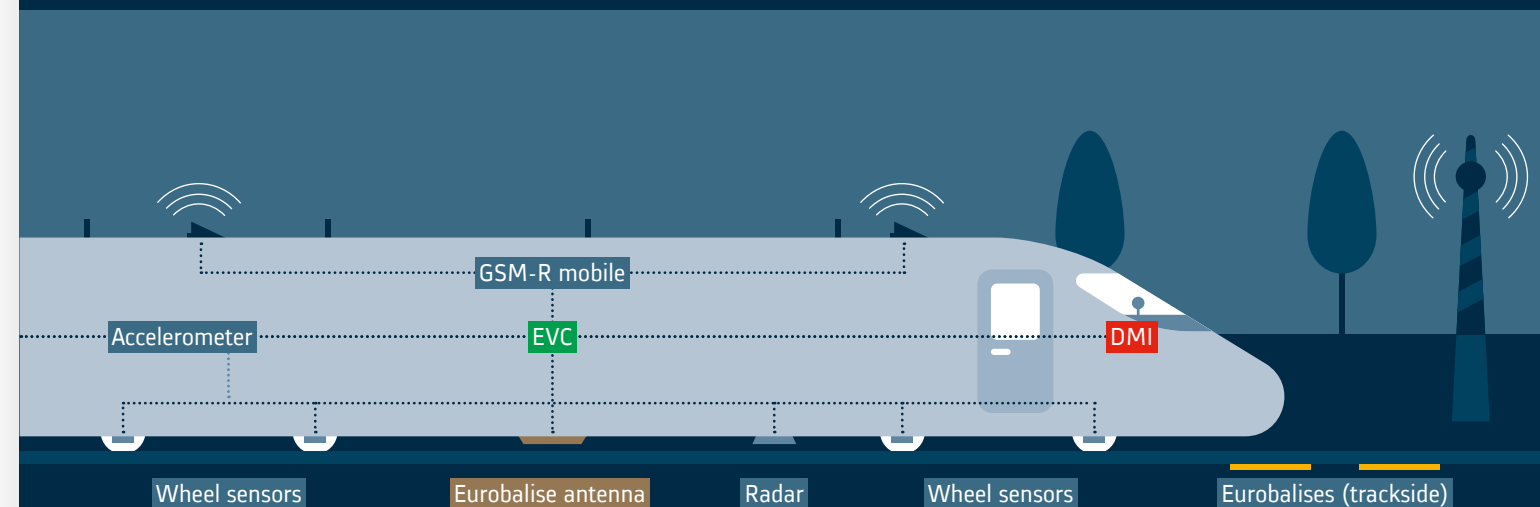 GSM-R mobile
Accelerometer
EVC
DMI
Wheel sensors
Eurobalise antenna
Radar
Wheel sensors
Eurobalises (trackside)